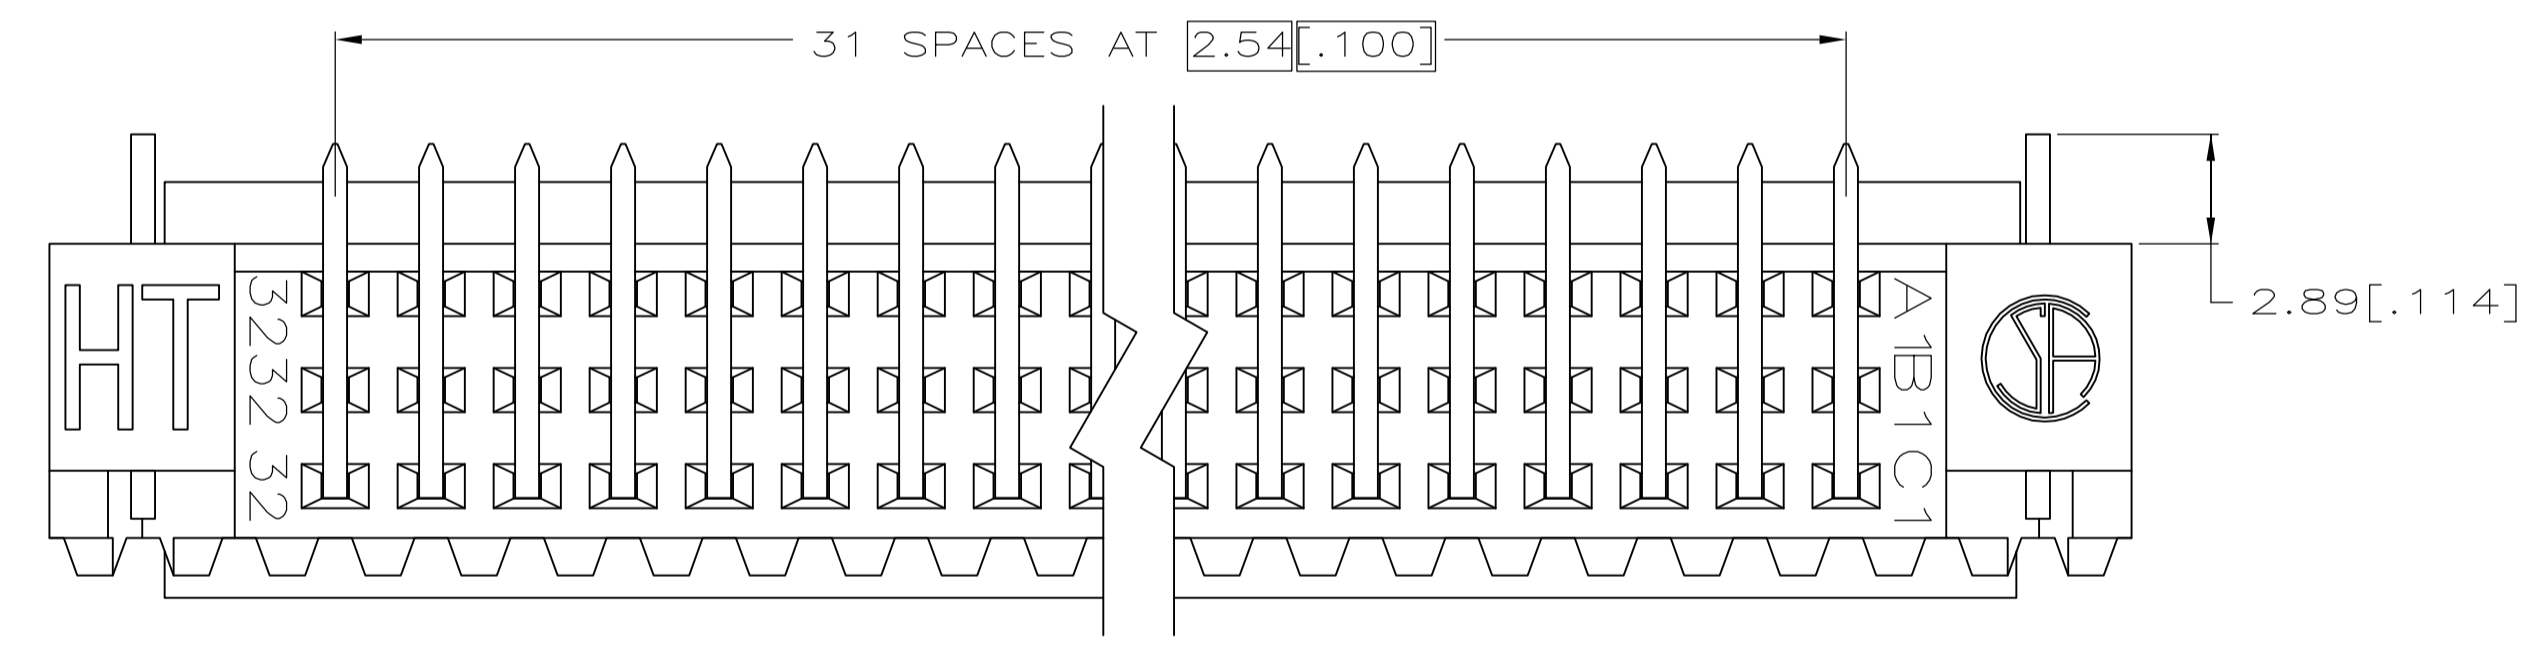 31 SPACES AT 2.54[.100]
HT
32
32
32
A1
B1
C1
2.89[.114]